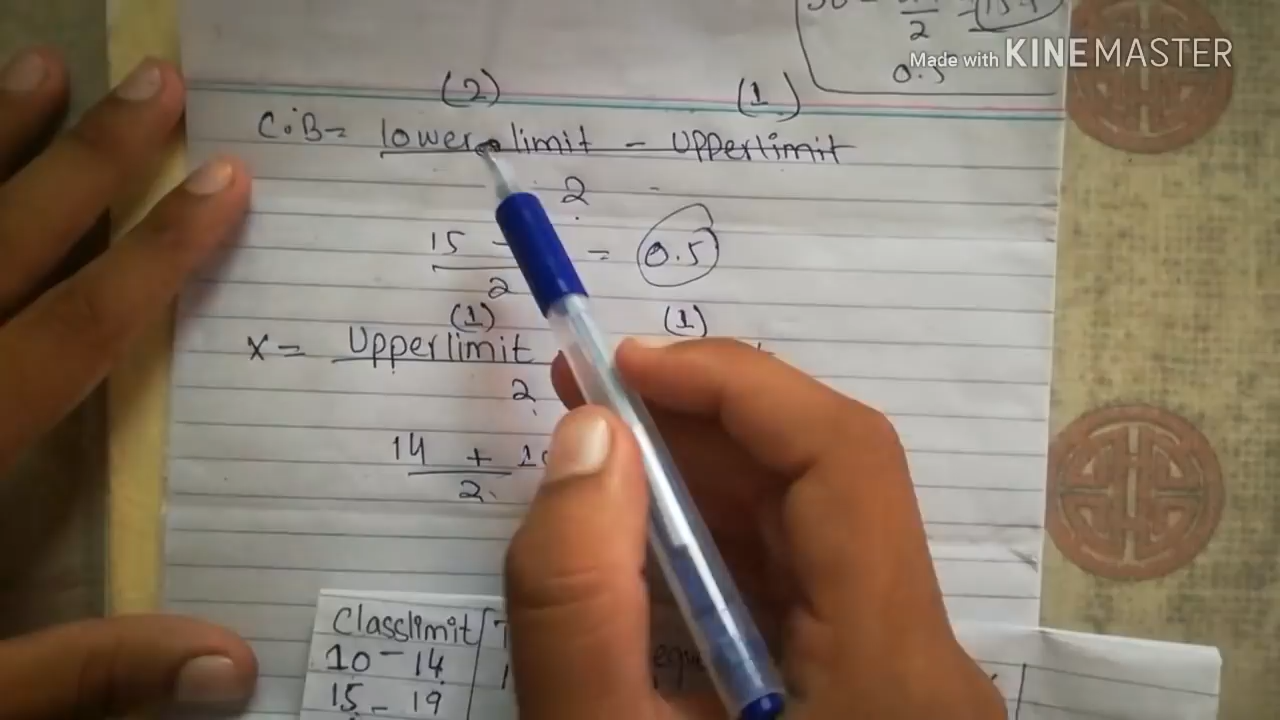 2
0.5
Made with KINEMASTER
(2) (1)
C.B = lower limit - Upperlimit
2
15 -
2
= 0.5
(1) (1)
X = Upperlimit
2
14 +
2
Classlimit
10 - 14
15 - 19